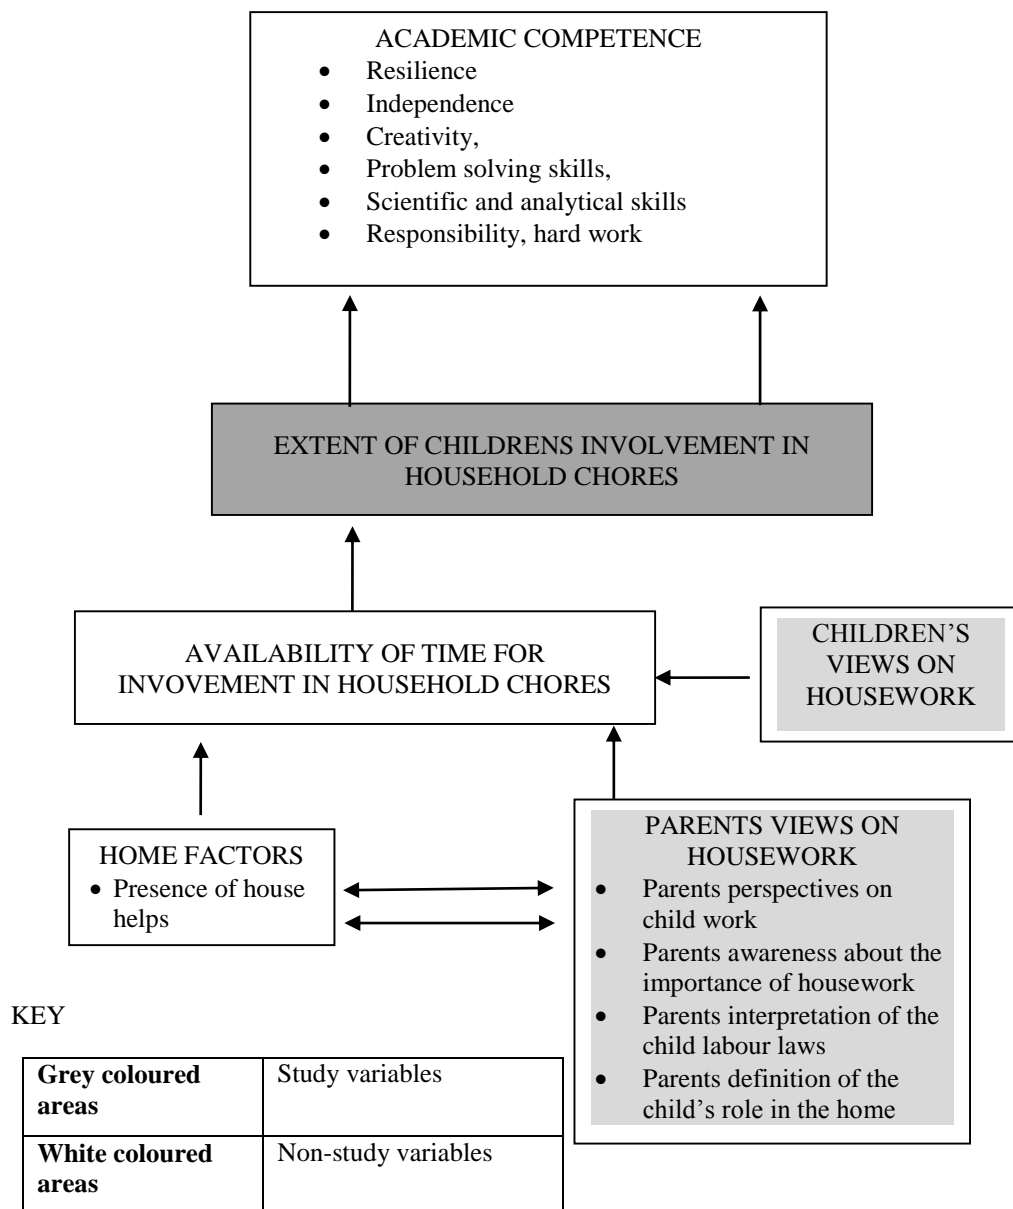 ACADEMIC COMPETENCE
• Resilience
• Independence
• Creativity,
• Problem solving skills,
• Scientific and analytical skills
• Responsibility, hard work
EXTENT OF CHILDRENS INVOLVEMENT IN
HOUSEHOLD CHORES
AVAILABILITY OF TIME FOR
INVOVEMENT IN HOUSEHOLD CHORES
CHILDREN’S
VIEWS ON
HOUSEWORK
HOME FACTORS
• Presence of house
helps
PARENTS VIEWS ON
HOUSEWORK
• Parents perspectives on
child work
• Parents awareness about the
importance of housework
• Parents interpretation of the
child labour laws
• Parents definition of the
child’s role in the home
KEY
Grey coloured
areas
Study variables
White coloured
areas
Non-study variables